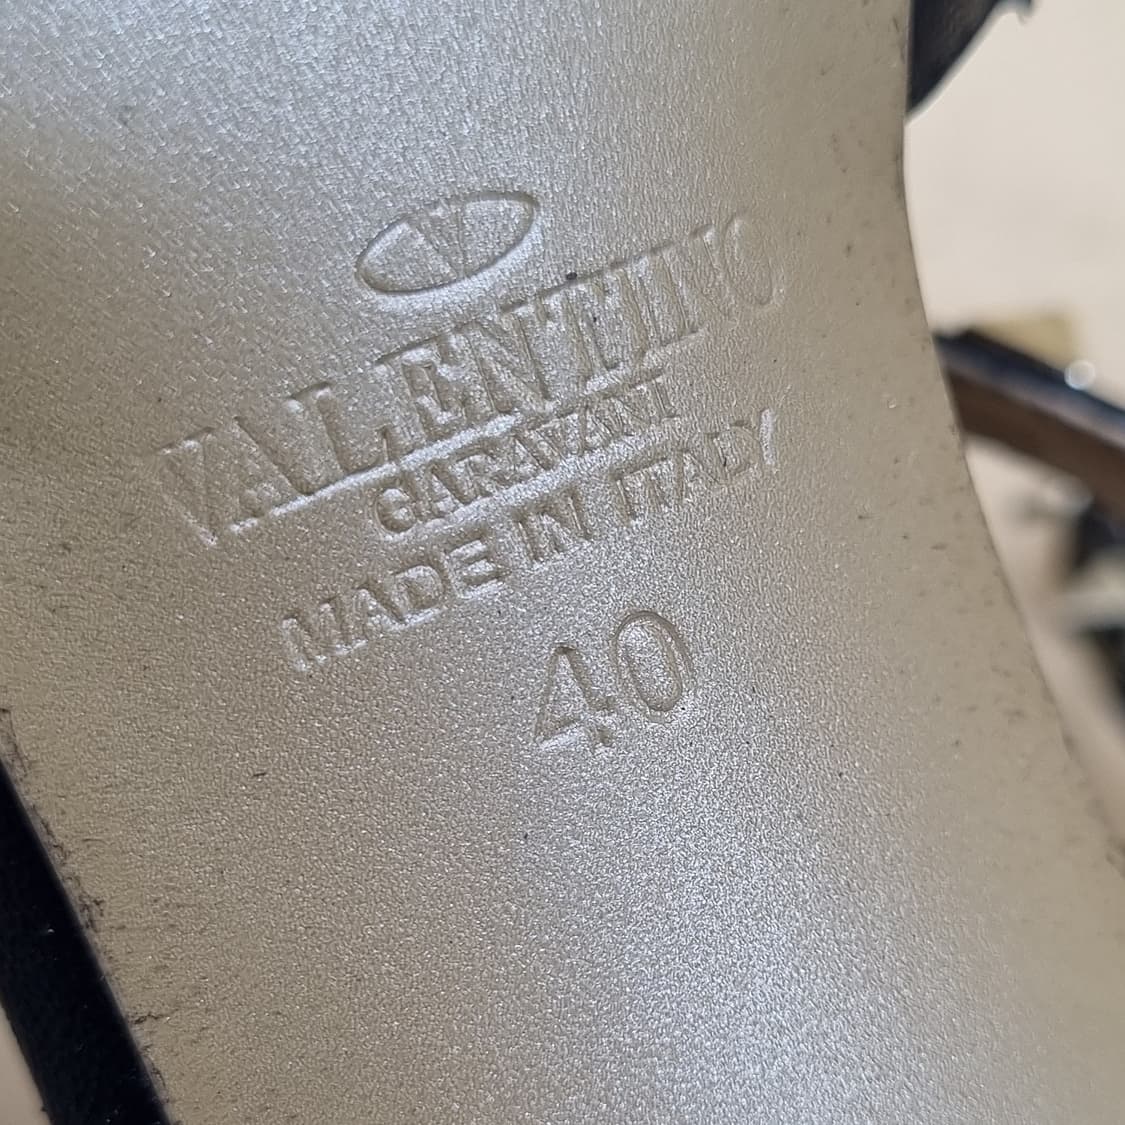 V
VALENTINO
GARAVANI
MADE IN ITALY
40